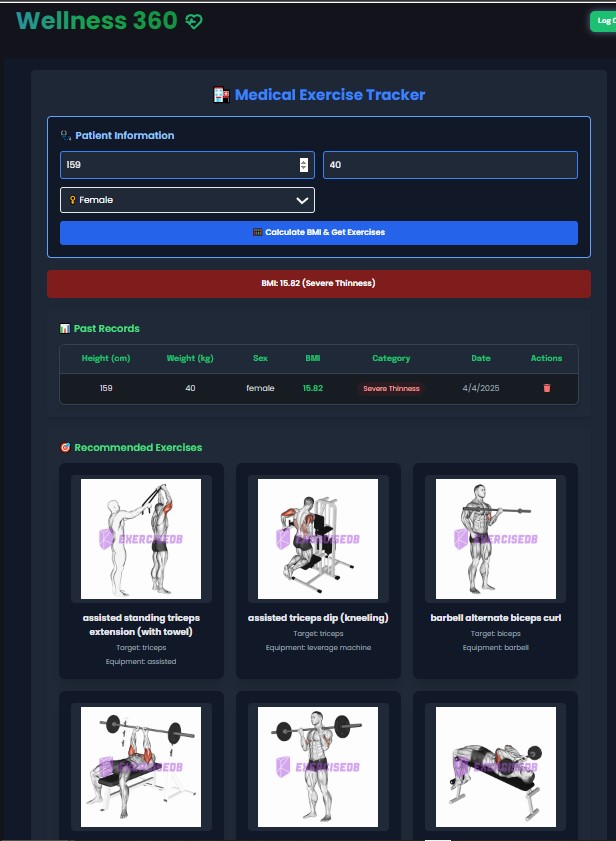 Wellness 360
Log
Medical Exercise Tracker
Patient Information
159
40
Female
Calculate BMI & Get Exercises
BMI: 15.82 (Severe Thinness)
Past Records
Height (cm) Weight (kg) Sex BMI Category Date Actions
159 40 female 15.82 Severe Thinness 4/4/2025
Recommended Exercises
EXERCISEDB EXERCISEDB EXERCISEDB
assisted standing triceps
extension (with towel)
Target: triceps
Equipment: assisted
assisted triceps dip (kneeling)
Target: triceps
Equipment: leverage machine
barbell alternate biceps curl
Target: biceps
Equipment: barbell
EXERCISEDB EXERCISEDB EXERCISEDB